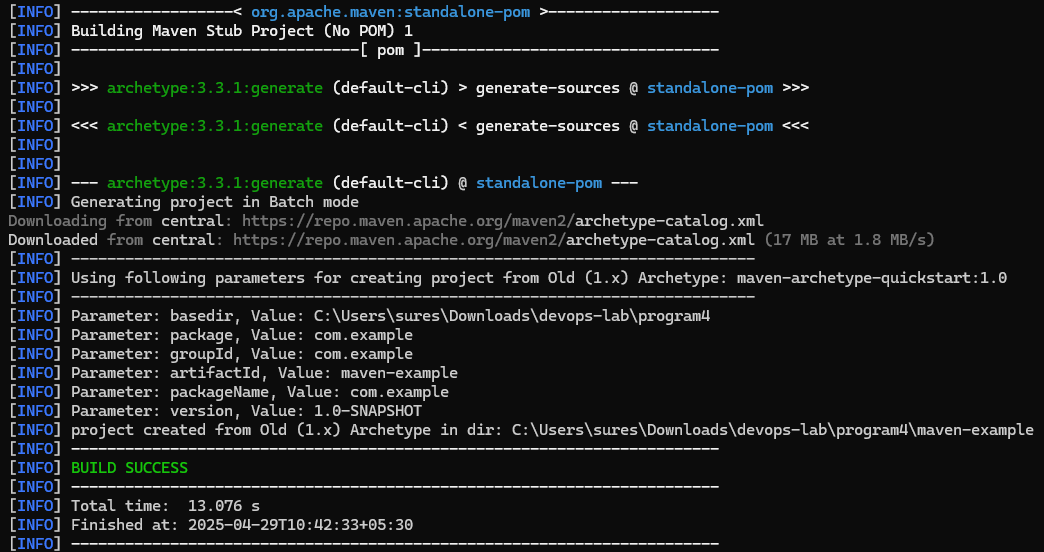 [INFO] ------------------< org.apache.maven:standalone-pom >-------------------
[INFO] Building Maven Stub Project (No POM) 1
[INFO] --------------------------------[ pom ]---------------------------------
[INFO]
[INFO] >>> archetype:3.3.1:generate (default-cli) > generate-sources @ standalone-pom >>>
[INFO]
[INFO] <<< archetype:3.3.1:generate (default-cli) < generate-sources @ standalone-pom <<<
[INFO]
[INFO]
[INFO] --- archetype:3.3.1:generate (default-cli) @ standalone-pom ---
[INFO] Generating project in Batch mode
Downloading from central: https://repo.maven.apache.org/maven2/archetype-catalog.xml
Downloaded from central: https://repo.maven.apache.org/maven2/archetype-catalog.xml (17 MB at 1.8 MB/s)
[INFO] ----------------------------------------------------------------------------
[INFO] Using following parameters for creating project from Old (1.x) Archetype: maven-archetype-quickstart:1.0
[INFO] ----------------------------------------------------------------------------
[INFO] Parameter: basedir, Value: C:\Users\sures\Downloads\devops-lab\program4
[INFO] Parameter: package, Value: com.example
[INFO] Parameter: groupId, Value: com.example
[INFO] Parameter: artifactId, Value: maven-example
[INFO] Parameter: packageName, Value: com.example
[INFO] Parameter: version, Value: 1.0-SNAPSHOT
[INFO] project created from Old (1.x) Archetype in dir: C:\Users\sures\Downloads\devops-lab\program4\maven-example
[INFO] ------------------------------------------------------------------------
[INFO] BUILD SUCCESS
[INFO] ------------------------------------------------------------------------
[INFO] Total time:  13.076 s
[INFO] Finished at: 2025-04-29T10:42:33+05:30
[INFO] ------------------------------------------------------------------------